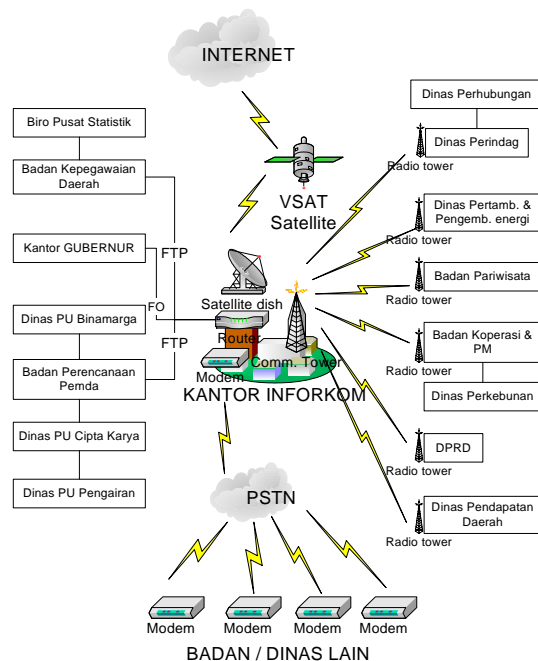 INTERNET
VSAT
Satellite
Biro Pusat Statistik
Badan Kepegawaian
Daerah
Kantor GUBERNUR
Dinas PU Binamarga
Badan Perencanaan
Pemda
Dinas PU Cipta Karya
Dinas PU Pengairan
FTP
FO
FTP
Satellite dish
Router
Comm. Tower
Modem
KANTOR INFORKOM
Dinas Perhubungan
Dinas Perindag
Radio tower
Dinas Pertamb. &
Pengemb. energi
Radio tower
Badan Pariwisata
Radio tower
Badan Koperasi &
PM
Radio tower
Dinas Perkebunan
DPRD
Radio tower
Dinas Pendapatan
Daerah
Radio tower
PSTN
Modem
Modem
Modem
Modem
BADAN / DINAS LAIN